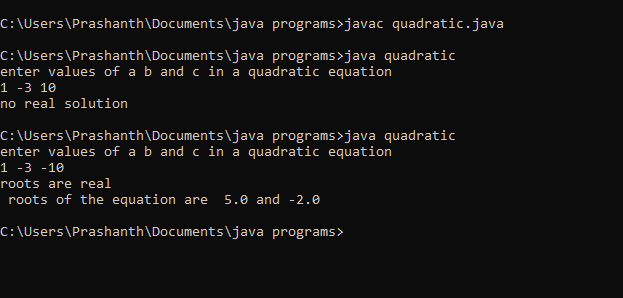 C:\Users\Prashanth\Documents\java programs>javac quadratic.java
C:\Users\Prashanth\Documents\java programs>java quadratic
enter values of a b and c in a quadratic equation
1 -3 10
no real solution
C:\Users\Prashanth\Documents\java programs>java quadratic
enter values of a b and c in a quadratic equation
1 -3 -10
roots are real
 roots of the equation are  5.0 and -2.0
C:\Users\Prashanth\Documents\java programs>